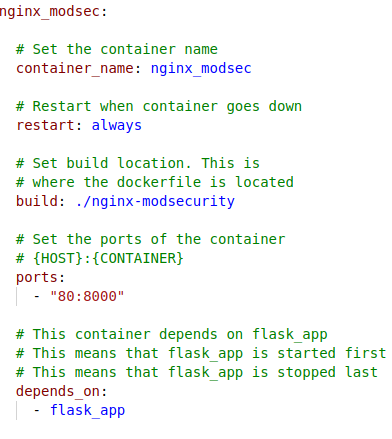 nginx_modsec:
# Set the container name
container_name: nginx_modsec
# Restart when container goes down
restart: always
# Set build location. This is
# where the dockerfile is located
build: ./nginx-modsecurity
# Set the ports of the container
# {HOST}:{CONTAINER}
ports:
- "80:8000"
# This container depends on flask_app
# This means that flask_app is started first
# This means that flask_app is stopped last
depends_on:
- flask_app